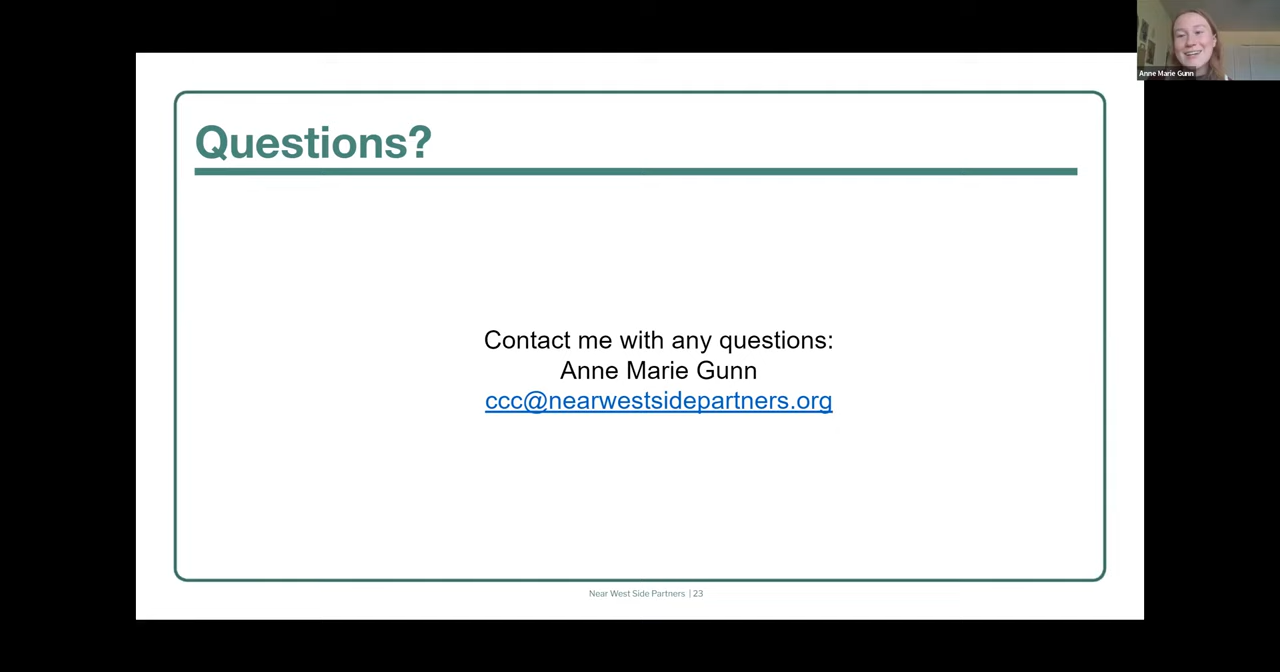 Anne Marie Gunn
Questions?
Contact me with any questions:
Anne Marie Gunn
ccc@nearwestsidepartners.org
Near West Side Partners | 23